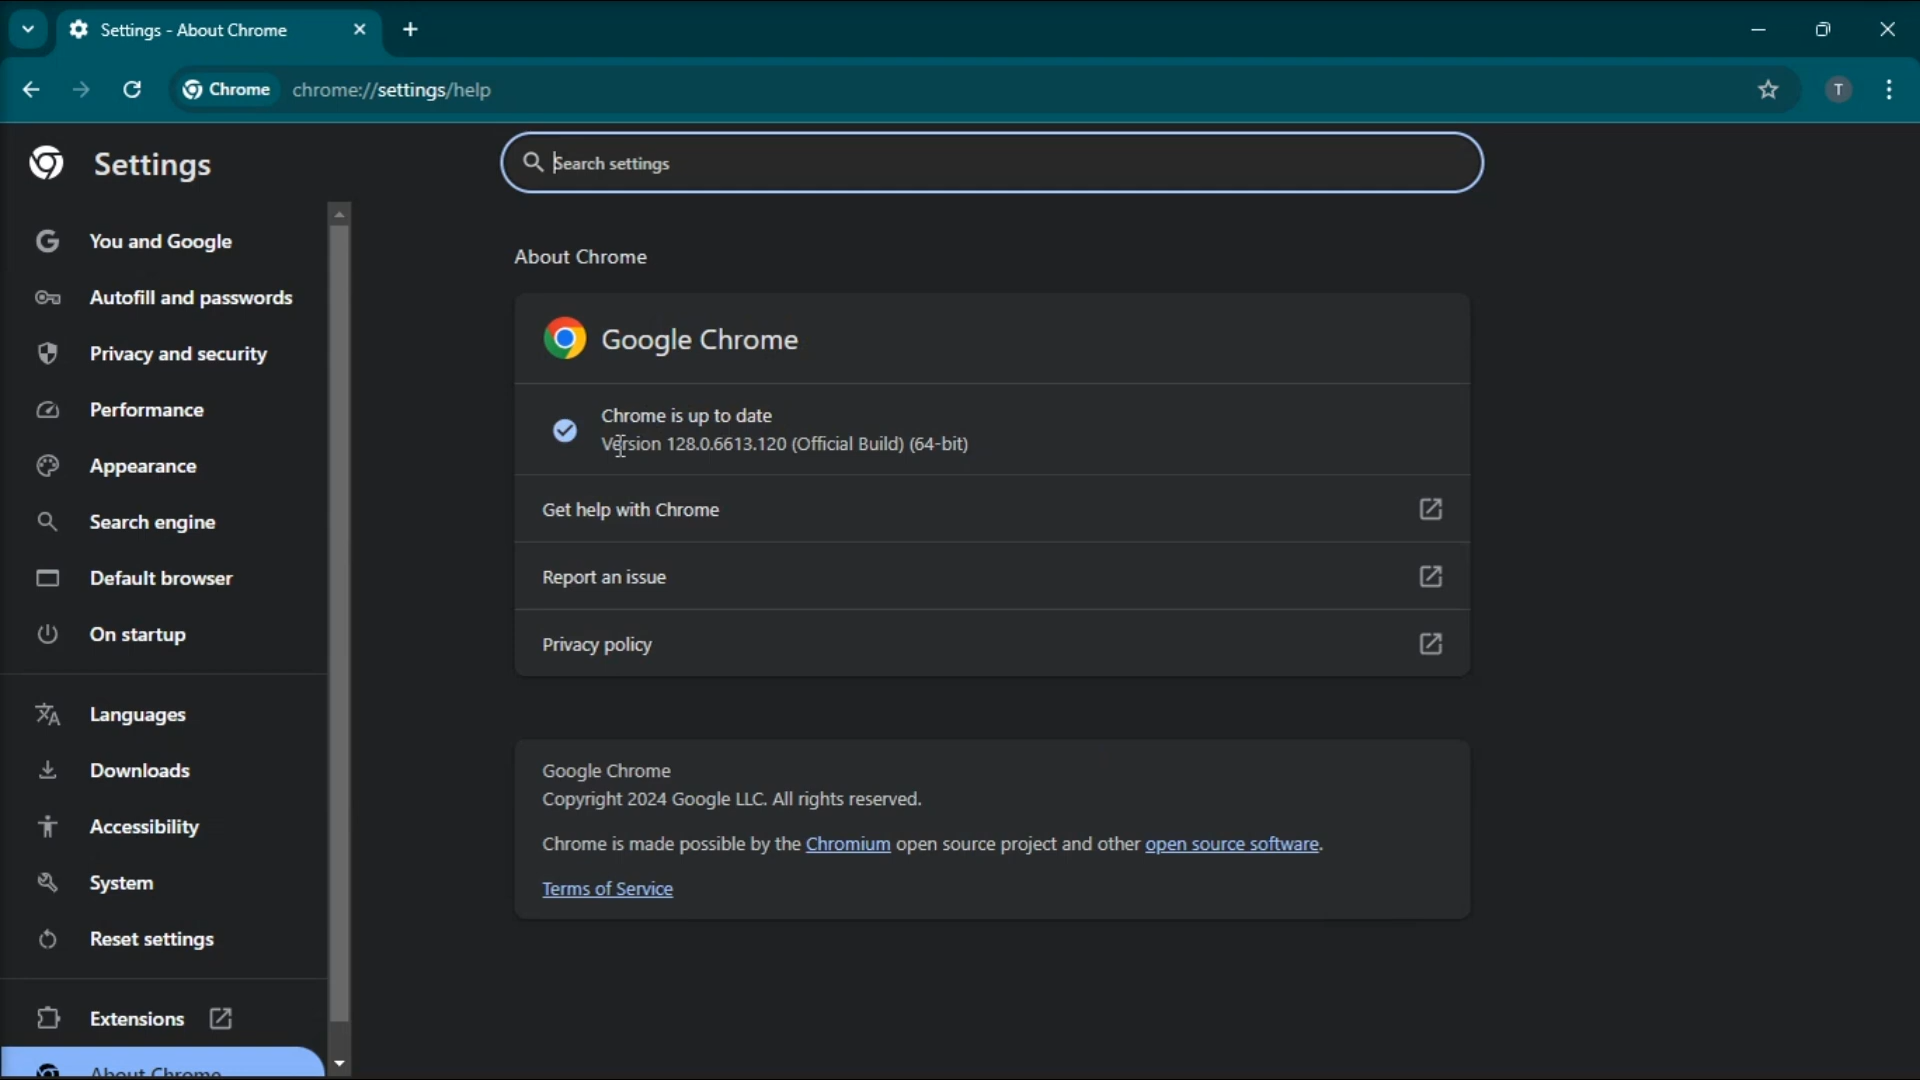 Settings - About Chrome
Chrome
chrome://settings/help
T
Settings
Search settings
You and Google
Autofill and passwords
Privacy and security
Performance
Appearance
Search engine
Default browser
On startup
Languages
Downloads
Accessibility
System
Reset settings
Extensions
About Chrome
About Chrome
Google Chrome
Chrome is up to date
Version 128.0.6613.120 (Official Build) (64-bit)
Get help with Chrome
Report an issue
Privacy policy
Google Chrome
Copyright 2024 Google LLC. All rights reserved.
Chrome is made possible by the Chromium open source project and other open source software.
Terms of Service